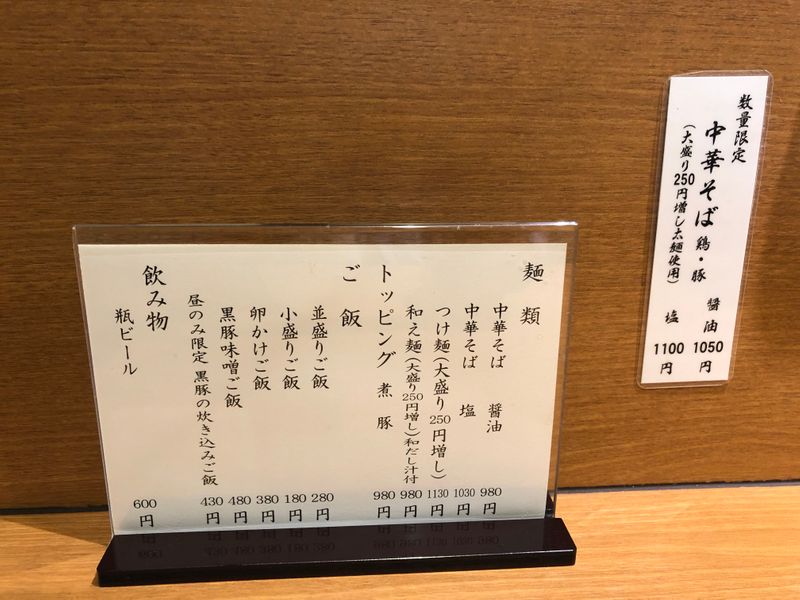 麺類
中華そば 醤油 980円
中華そば 塩 1030円
つけ麺(大盛り250円増し) 1130円
和え麺(大盛り250円増し)和だし汁付 980円
トッピング 煮豚 980円
ご飯
並盛りご飯 280円
小盛りご飯 180円
卵かけご飯 380円
黒豚味噌ご飯 480円
昼のみ限定 黒豚の炊き込みご飯 430円
飲み物
瓶ビール 600円
数量限定
中華そば 鶏・豚 醤油 1050円
(大盛り250円増し太麺使用) 塩 1100円